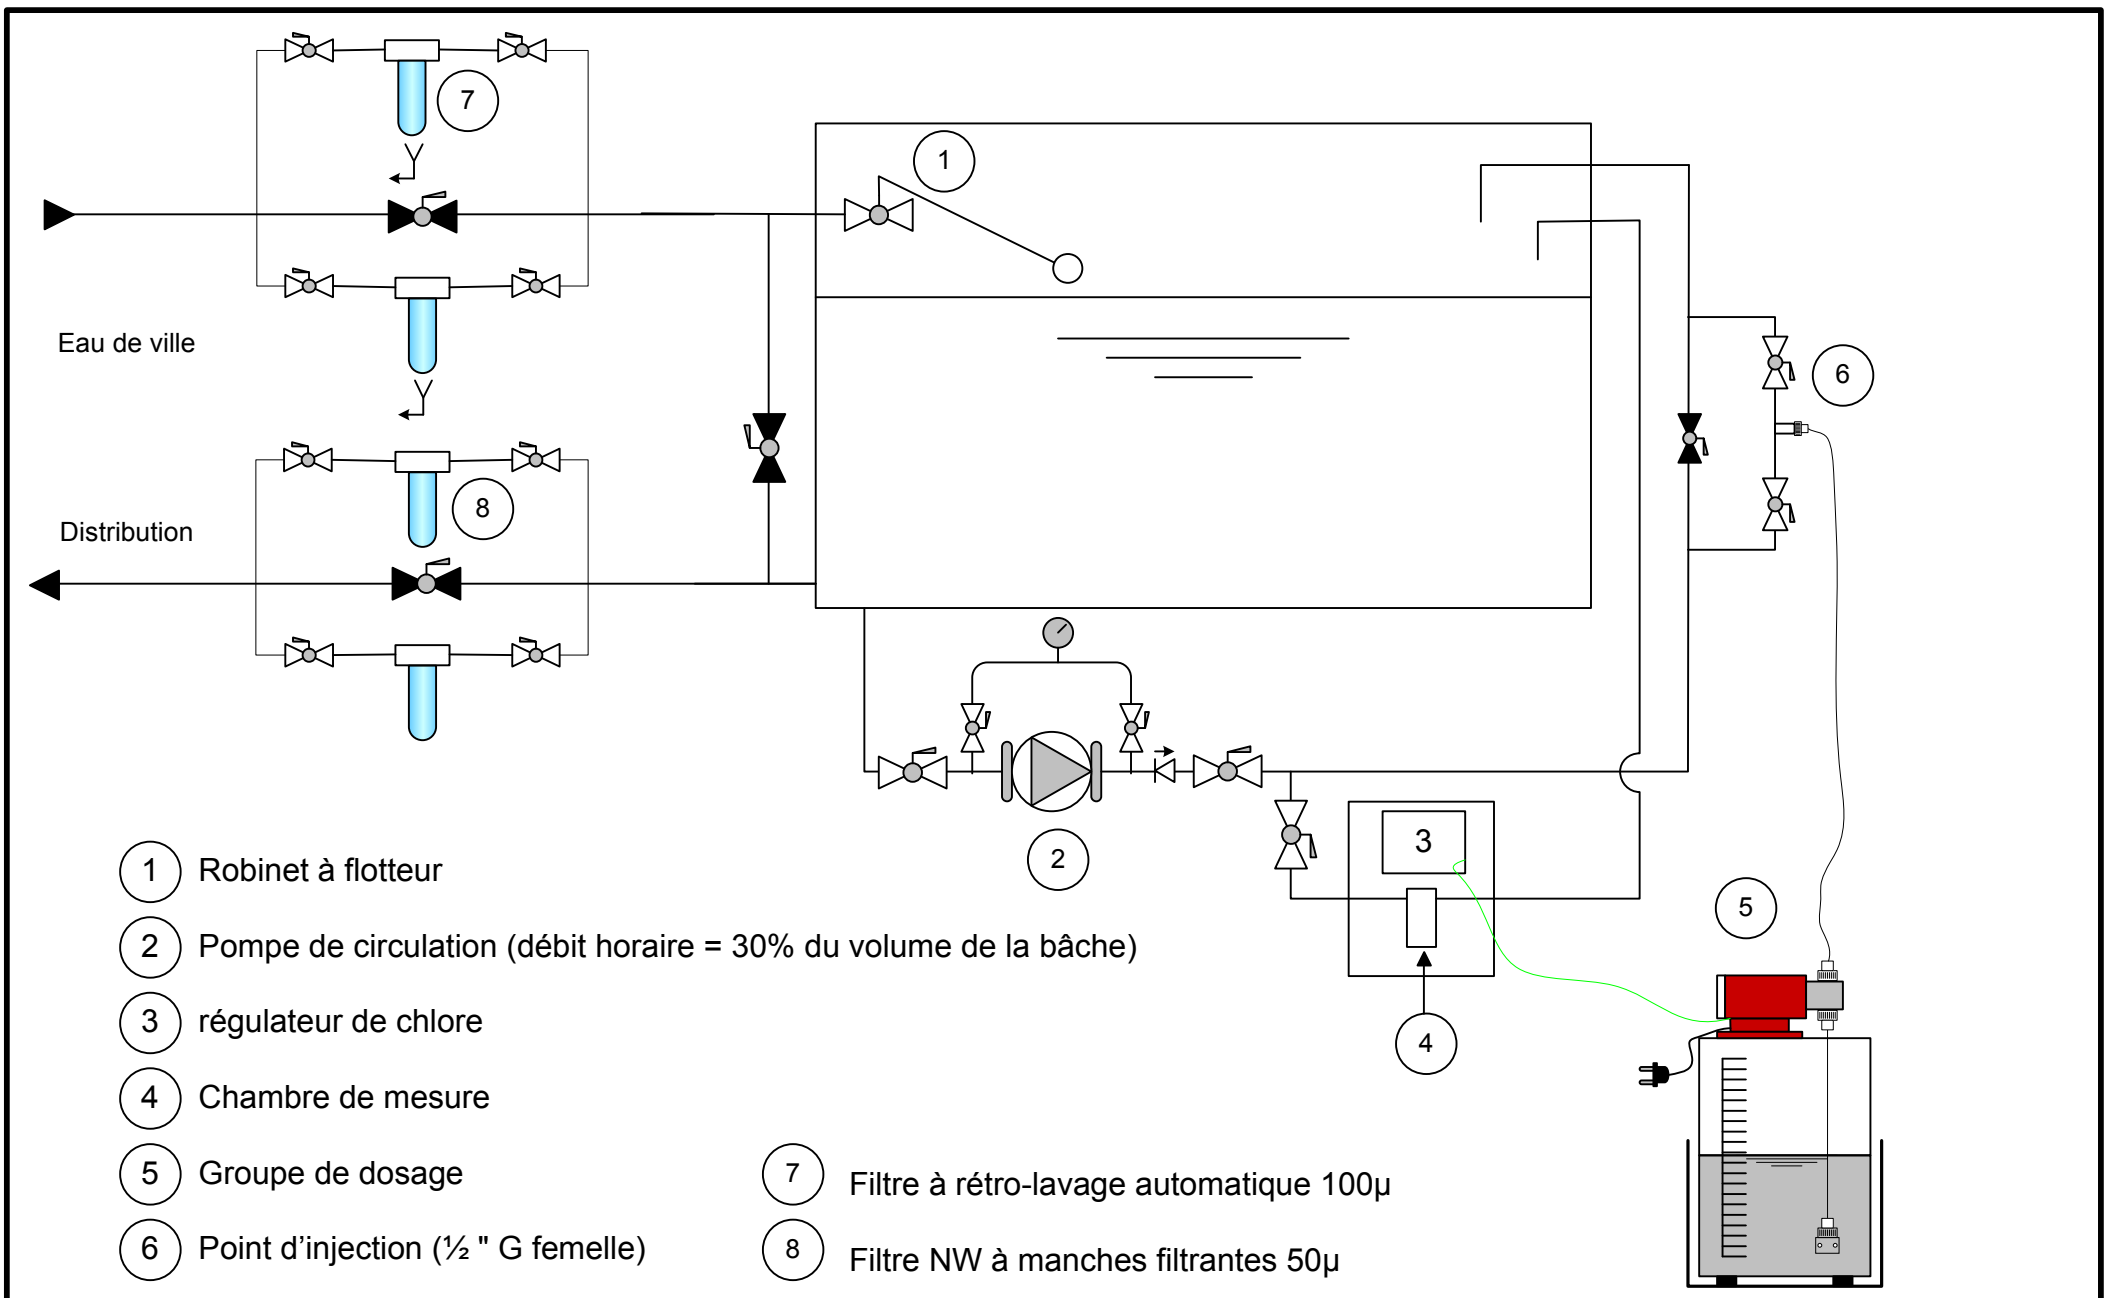 7
1
6
Eau de ville
8
Distribution
3
2
5
4
1 Robinet à flotteur
2 Pompe de circulation (débit horaire = 30% du volume de la bâche)
3 régulateur de chlore
4 Chambre de mesure
5 Groupe de dosage
6 Point d’injection (½ " G femelle)
7 Filtre à rétro-lavage automatique 100µ
8 Filtre NW à manches filtrantes 50µ